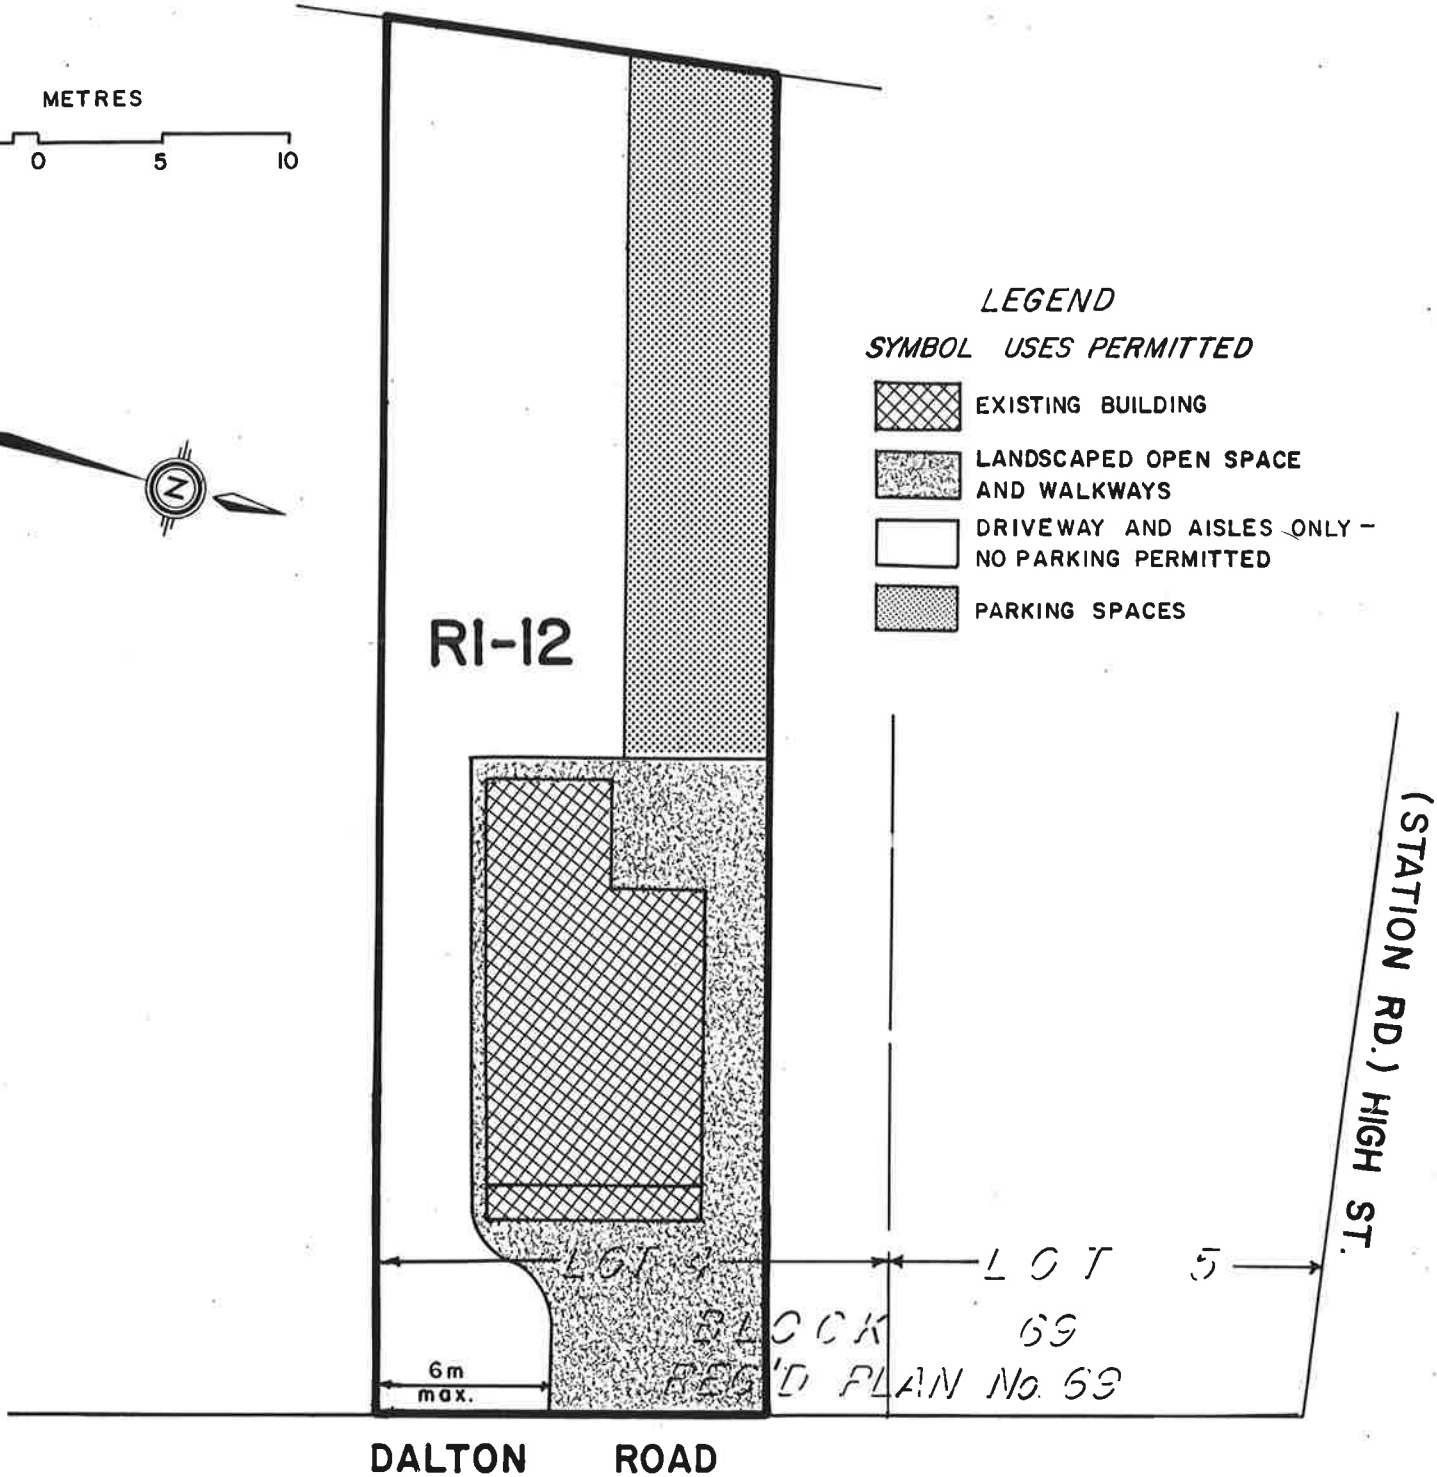 METRES
0 5 10
LEGEND
SYMBOL USES PERMITTED
EXISTING BUILDING
LANDSCAPED OPEN SPACE
AND WALKWAYS
DRIVEWAY AND AISLES ONLY -
NO PARKING PERMITTED
PARKING SPACES
N
R1-12
(STATION RD.) HIGH ST.
LOT 4
LOT 5
BLOCK 69
REG'D PLAN No. 69
6m
max.
DALTON ROAD